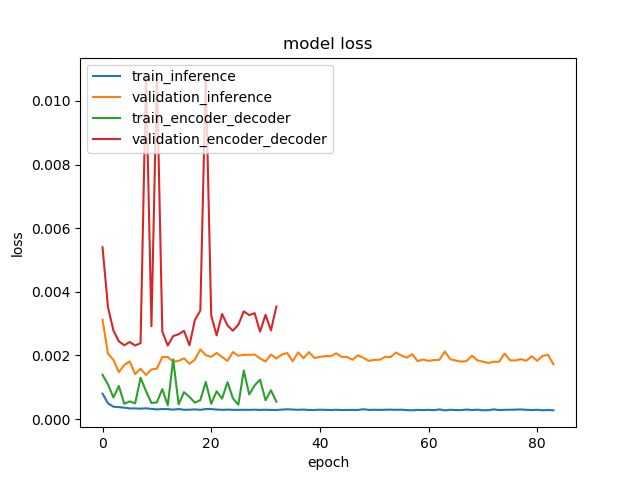 model loss
train_inference
validation_inference
train_encoder_decoder
validation_encoder_decoder
0.010
0.008
0.006
0.004
0.002
0.000
loss
0 20 40 60 80
epoch